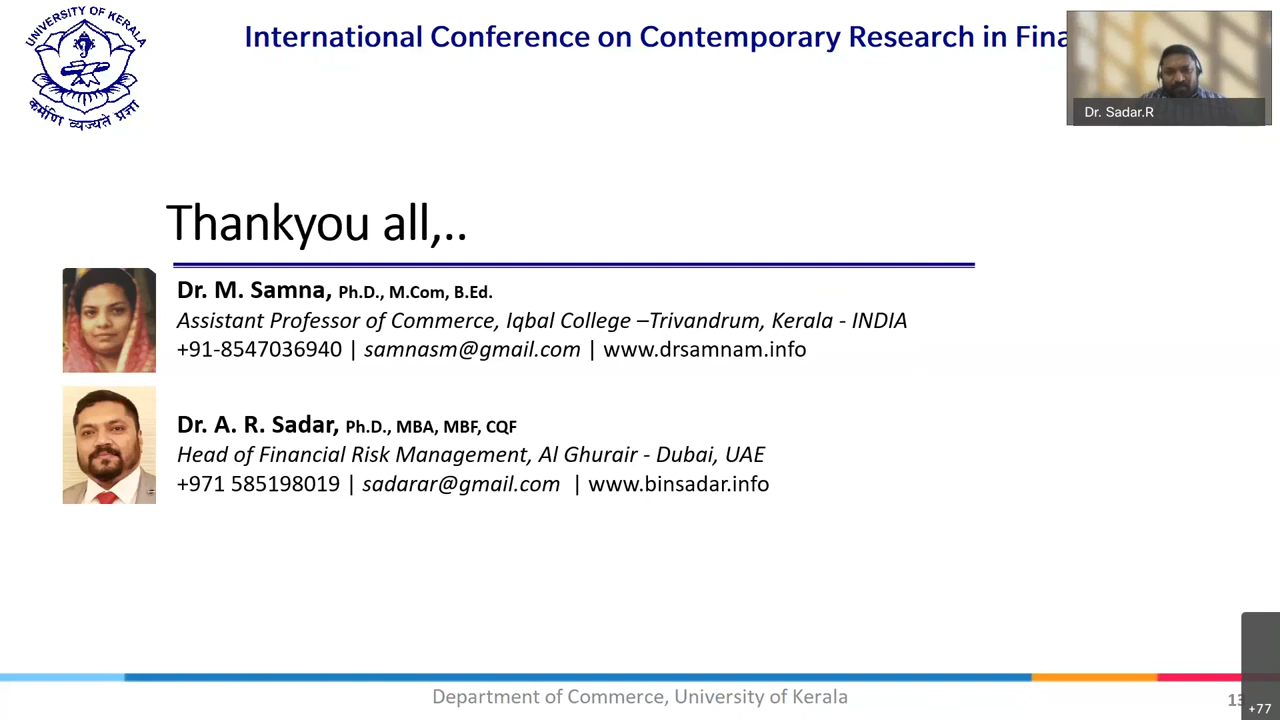 UNIVERSITY OF KERALA
कर्मणि व्यज्यते प्रज्ञा
International Conference on Contemporary Research in Fina
Dr. Sadar.R
Thankyou all,..
Dr. M. Samna, Ph.D., M.Com, B.Ed.
Assistant Professor of Commerce, Iqbal College –Trivandrum, Kerala - INDIA
+91-8547036940 | samnasm@gmail.com | www.drsamnam.info
Dr. A. R. Sadar, Ph.D., MBA, MBF, CQF
Head of Financial Risk Management, Al Ghurair - Dubai, UAE
+971 585198019 | sadarar@gmail.com | www.binsadar.info
Department of Commerce, University of Kerala
+77